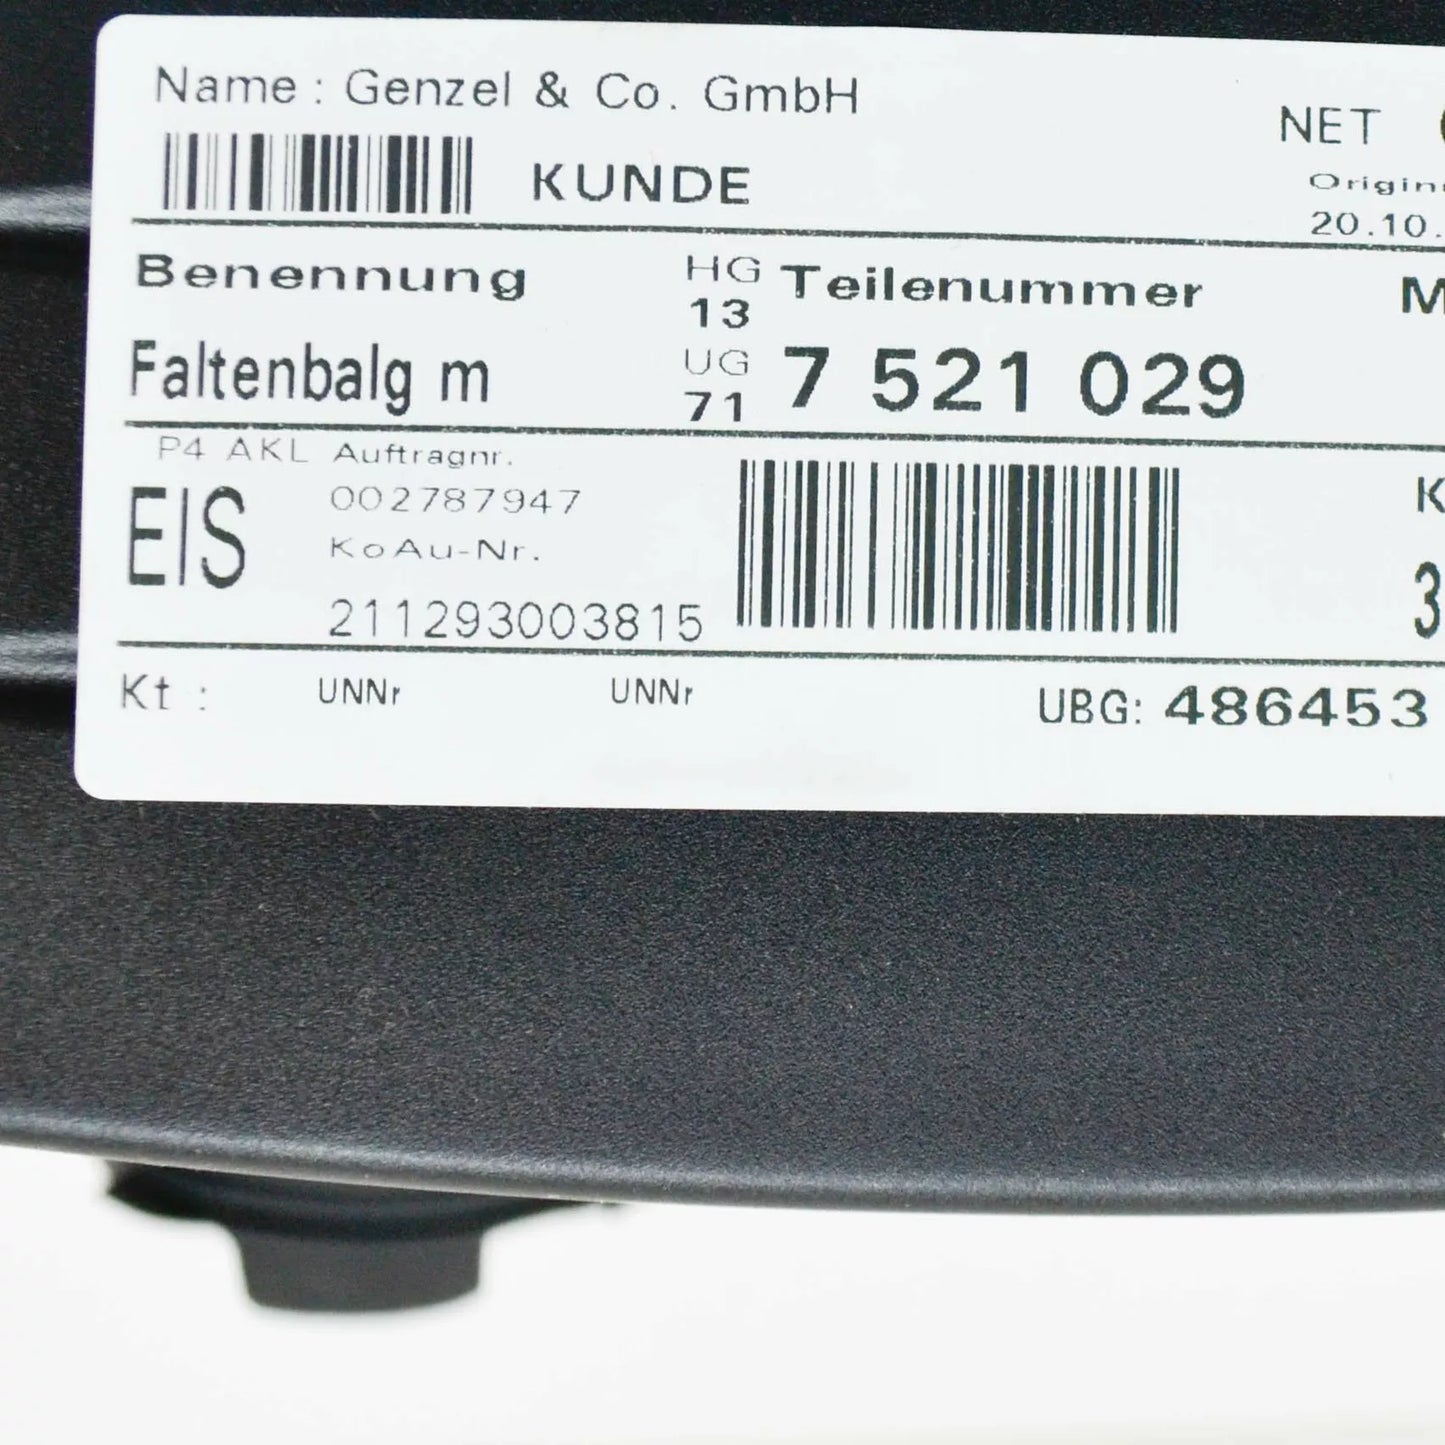 Name : Genzel & Co. GmbH
NET
KUNDE
20.10.
Benennung
HG
13
Teilenummer
Faltenbalg m
UG
71
7 521 029
P4 AKL Auftragnr.
EIS
002787947
KoAu-Nr.
211293003815
K
3
Kt :
UNNr
UNNr
UBG: 486453